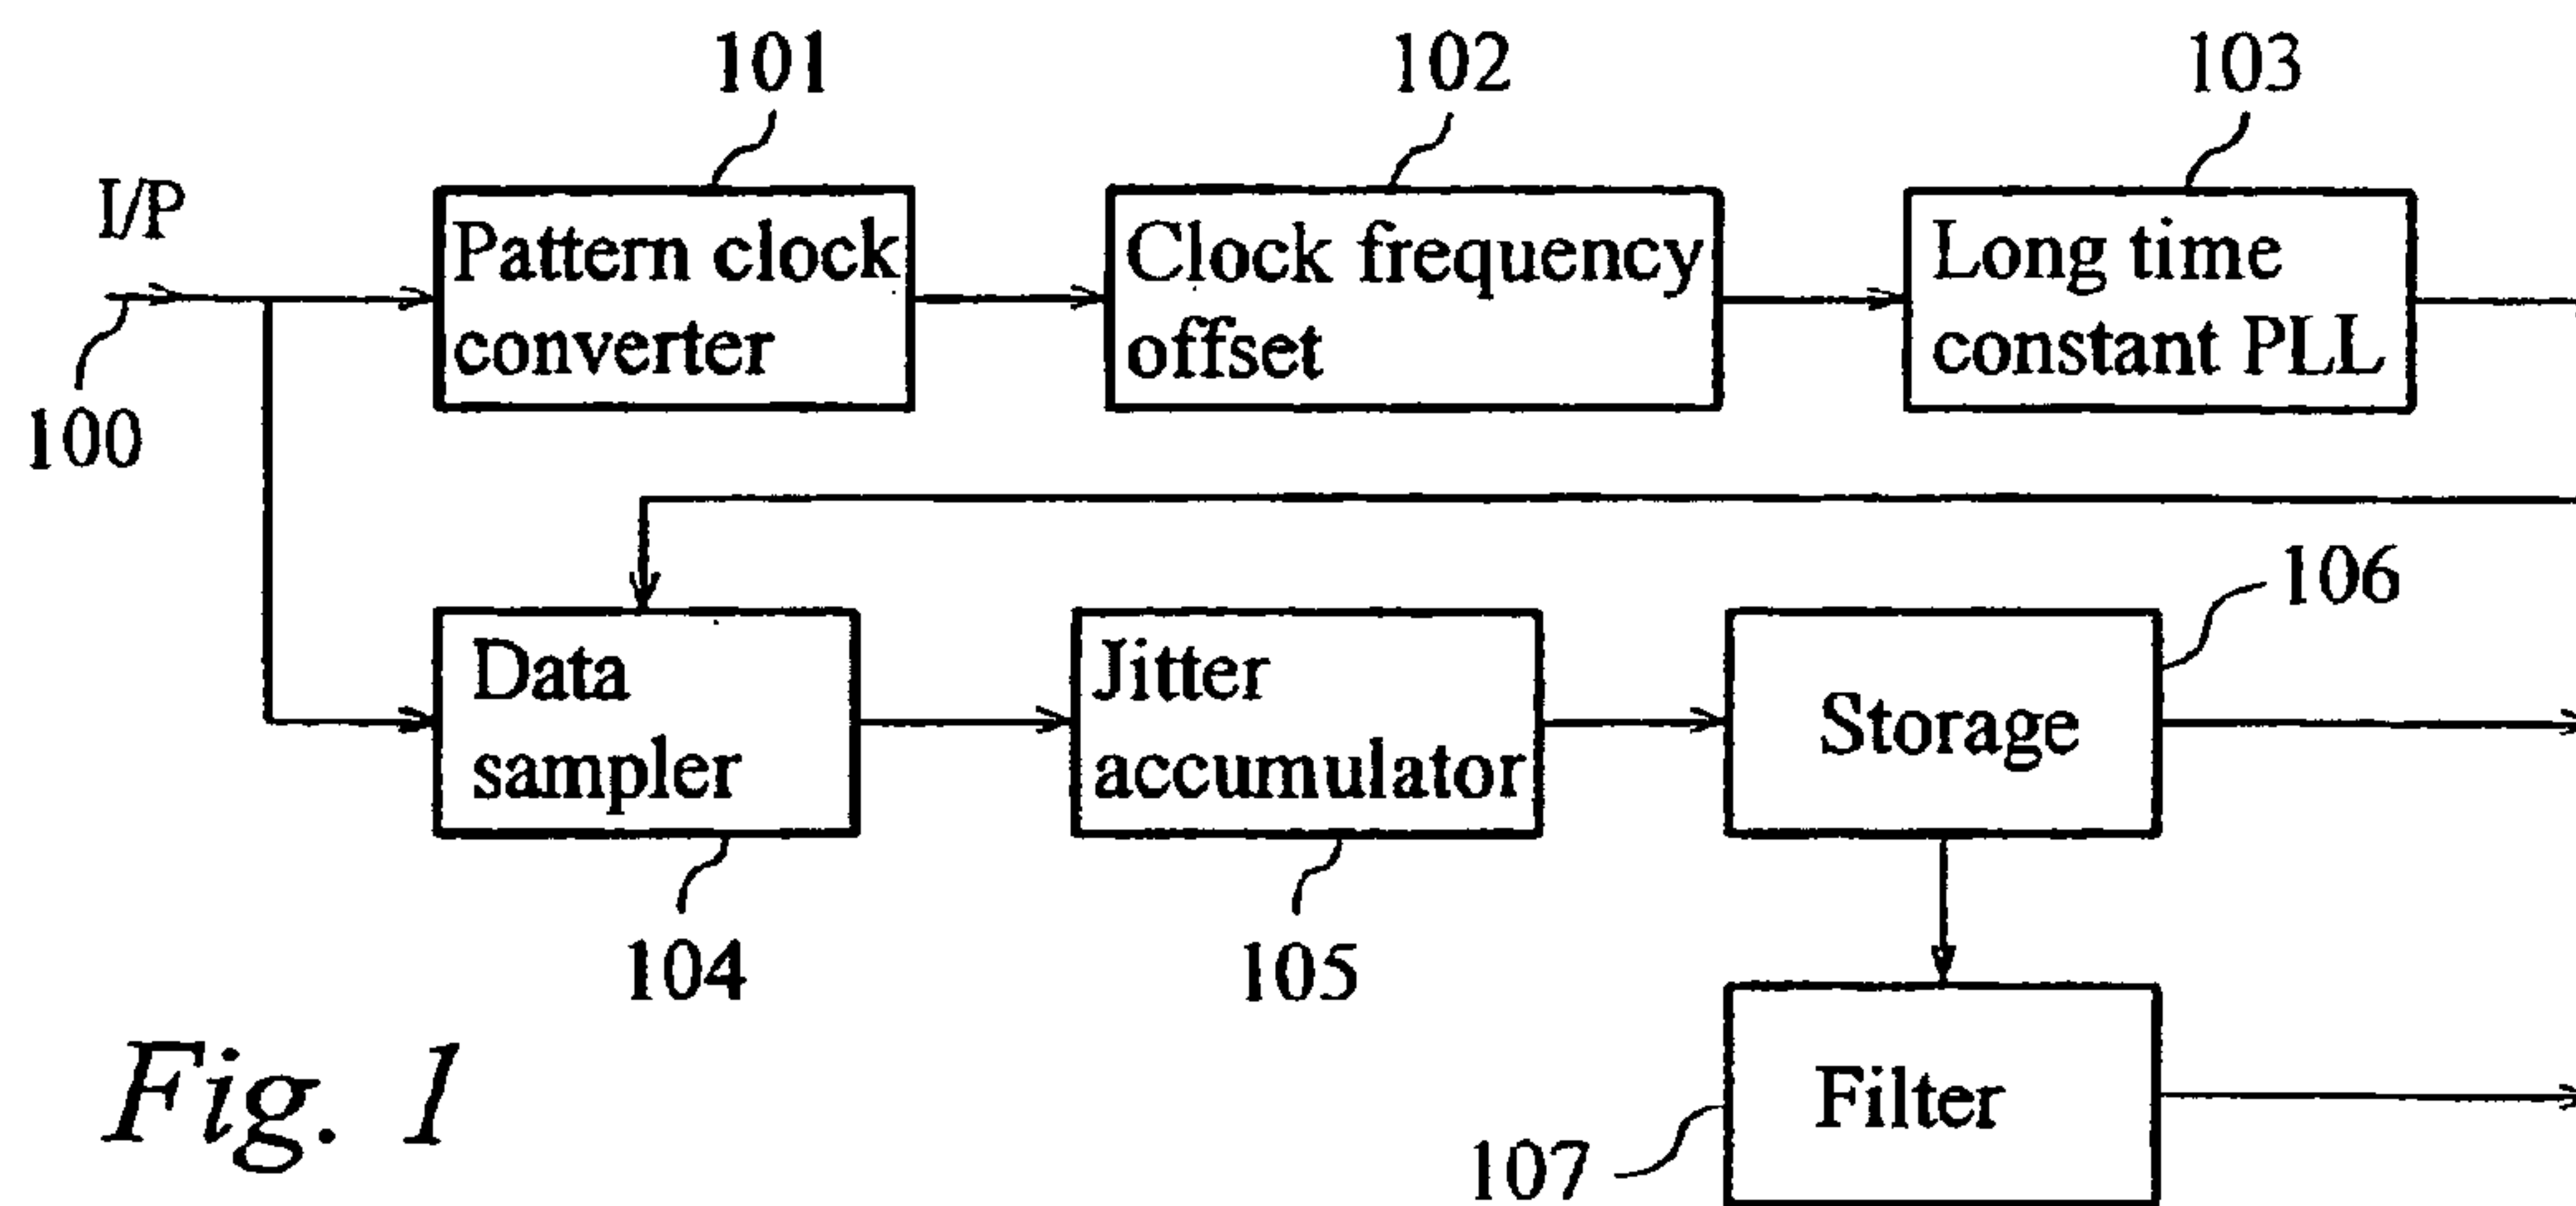 101
102
103
I/P
Pattern clock
converter
Clock frequency
offset
Long time
constant PLL
100
106
Data
sampler
Jitter
accumulator
Storage
104
105
Filter
107
Fig. 1